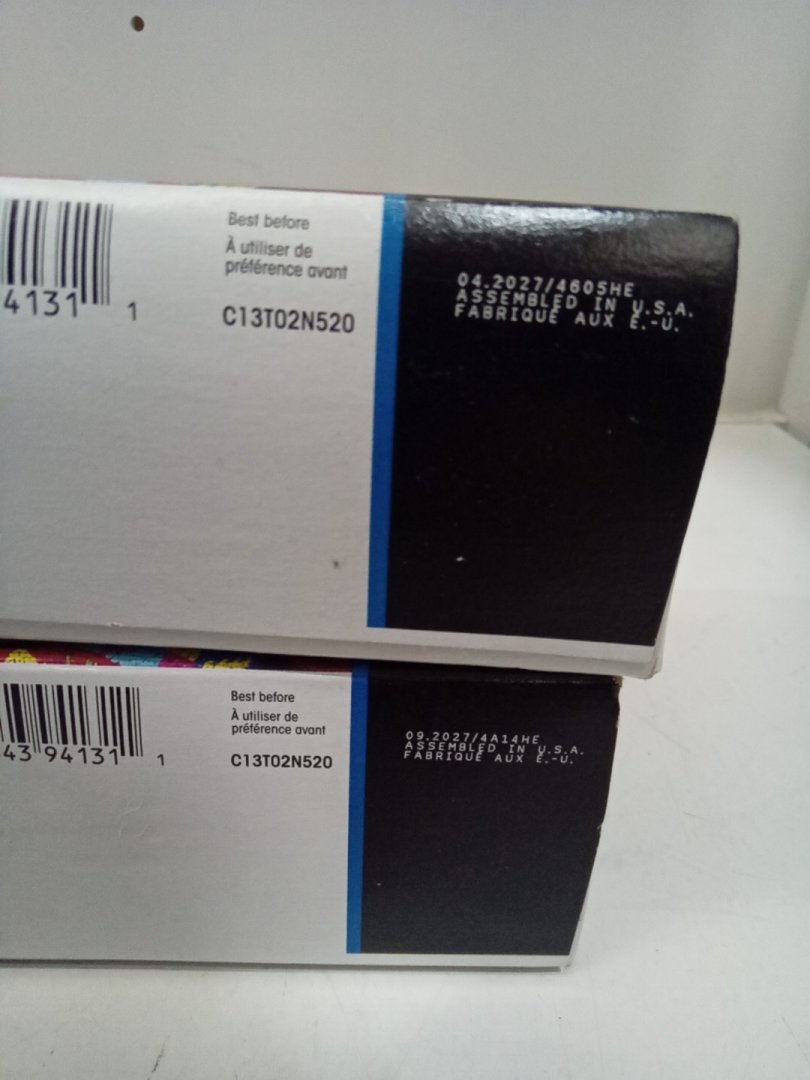 Best before
À utiliser de
préférence avant
4131 1
C13T02N520
04.2027/4605HE
ASSEMBLED IN U.S.A.
FABRIQUÉ AUX É.-U.
Best before
À utiliser de
préférence avant
43 94131 1
C13T02N520
09.2027/4A14HE
ASSEMBLED IN U.S.A.
FABRIQUÉ AUX É.-U.